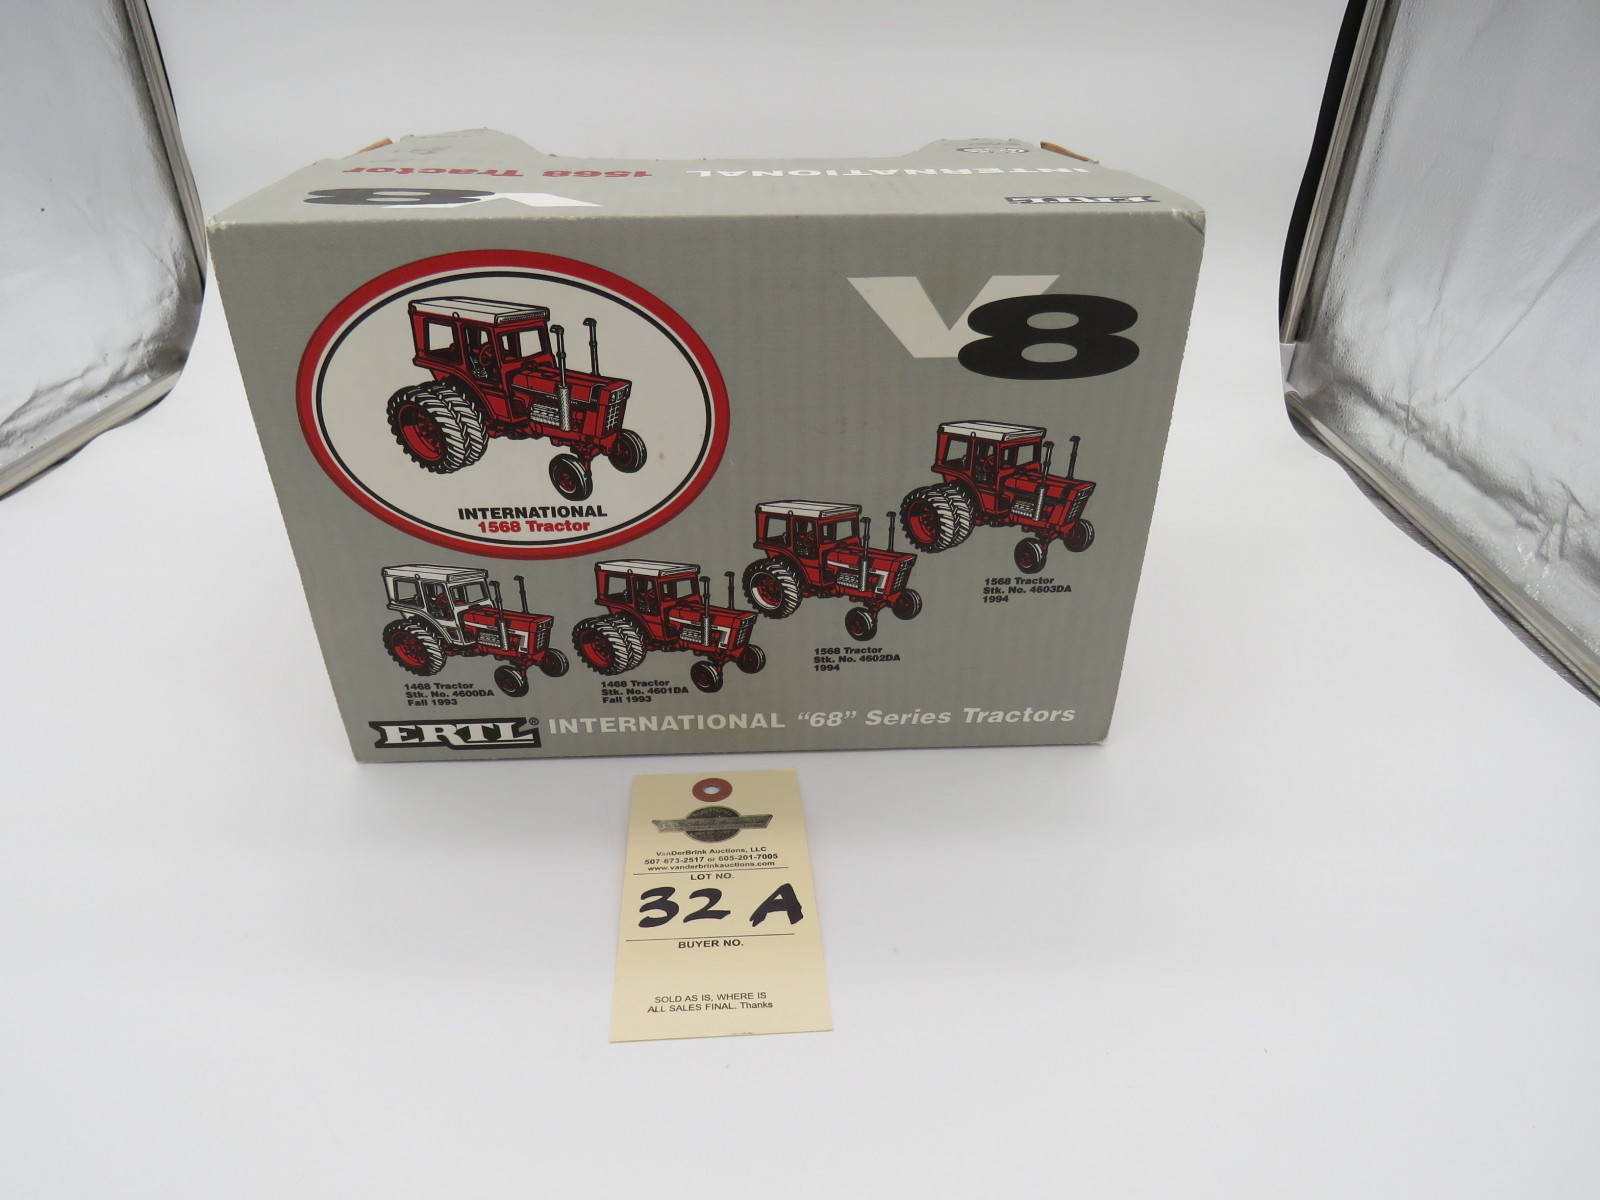 1568 Tractor
INTERNATIONAL
V8
ERTL
V8
INTERNATIONAL
1568 Tractor
1568 Tractor
Stk. No. 4603DA
1994
1568 Tractor
Stk. No. 4602DA
1994
1468 Tractor
Stk. No. 4600DA
Fall 1993
1468 Tractor
Stk. No. 4601DA
Fall 1993
ERTL® INTERNATIONAL "68" Series Tractors
VanDerBrink Auctions, LLC
507-673-2517 or 605-201-7005
www.vanderbrinkauctions.com
LOT NO.
32 A
BUYER NO.
SOLD AS IS, WHERE IS
ALL SALES FINAL. Thanks